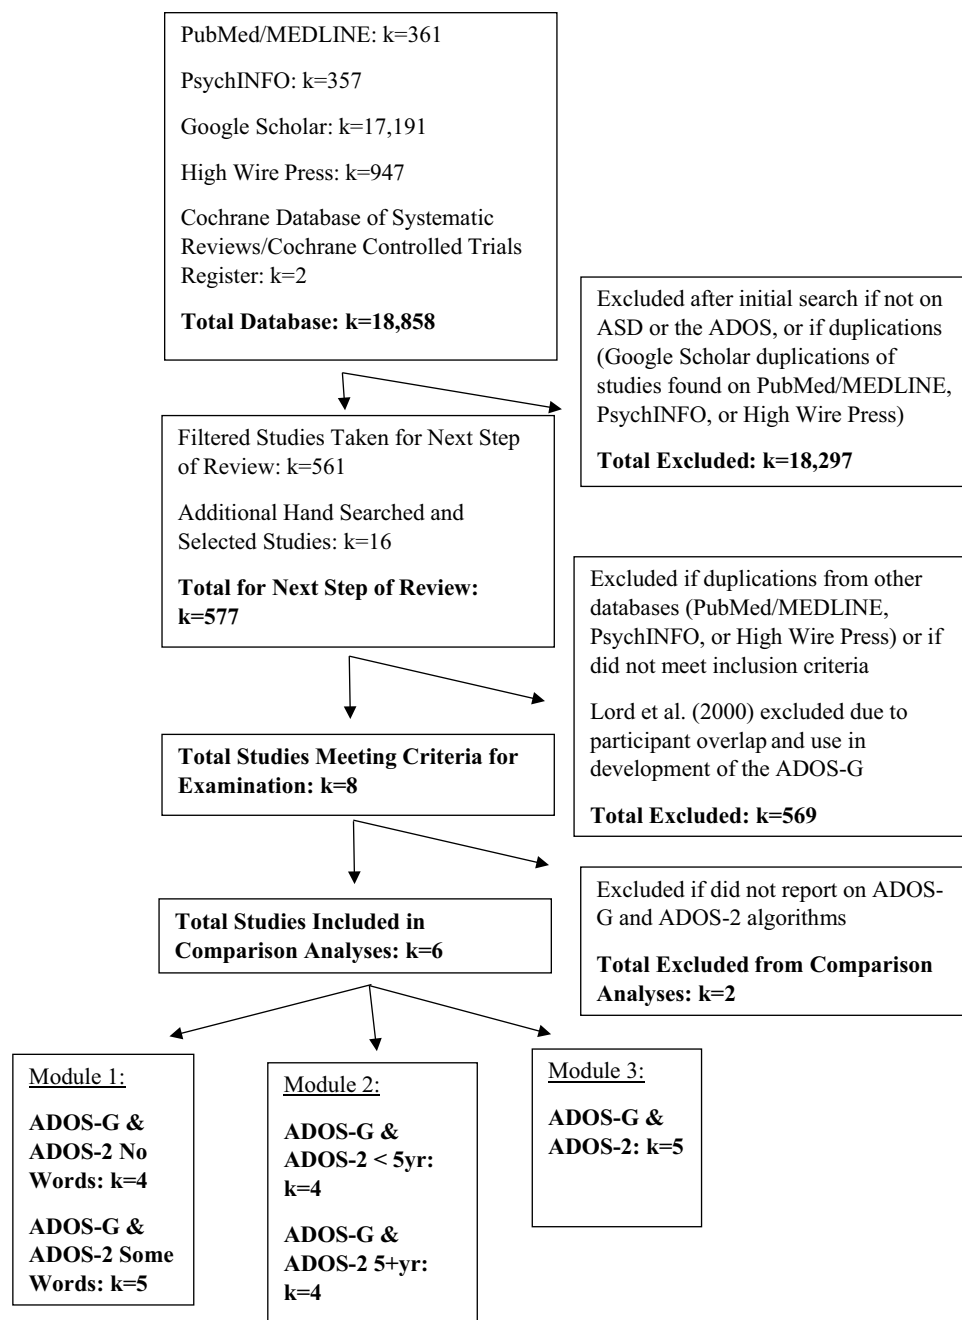 PubMed/MEDLINE: k=361
PsychINFO: k=357
Google Scholar: k=17,191
High Wire Press: k=947
Cochrane Database of Systematic
Reviews/Cochrane Controlled Trials
Register: k=2
Total Database: k=18,858
Excluded after initial search if not on
ASD or the ADOS, or if duplications
(Google Scholar duplications of
studies found on PubMed/MEDLINE,
PsychINFO, or High Wire Press)
Total Excluded: k=18,297
Filtered Studies Taken for Next Step
of Review: k=561
Additional Hand Searched and
Selected Studies: k=16
Total for Next Step of Review:
k=577
Excluded if duplications from other
databases (PubMed/MEDLINE,
PsychINFO, or High Wire Press) or if
did not meet inclusion criteria
Lord et al. (2000) excluded due to
participant overlap and use in
development of the ADOS-G
Total Excluded: k=569
Total Studies Meeting Criteria for
Examination: k=8
Excluded if did not report on ADOS-
G and ADOS-2 algorithms
Total Excluded from Comparison
Analyses: k=2
Total Studies Included in
Comparison Analyses: k=6
Module 1:
ADOS-G &
ADOS-2 No
Words: k=4
ADOS-G &
ADOS-2 Some
Words: k=5
Module 2:
ADOS-G &
ADOS-2 < 5yr:
k=4
ADOS-G &
ADOS-2 5+yr:
k=4
Module 3:
ADOS-G &
ADOS-2: k=5